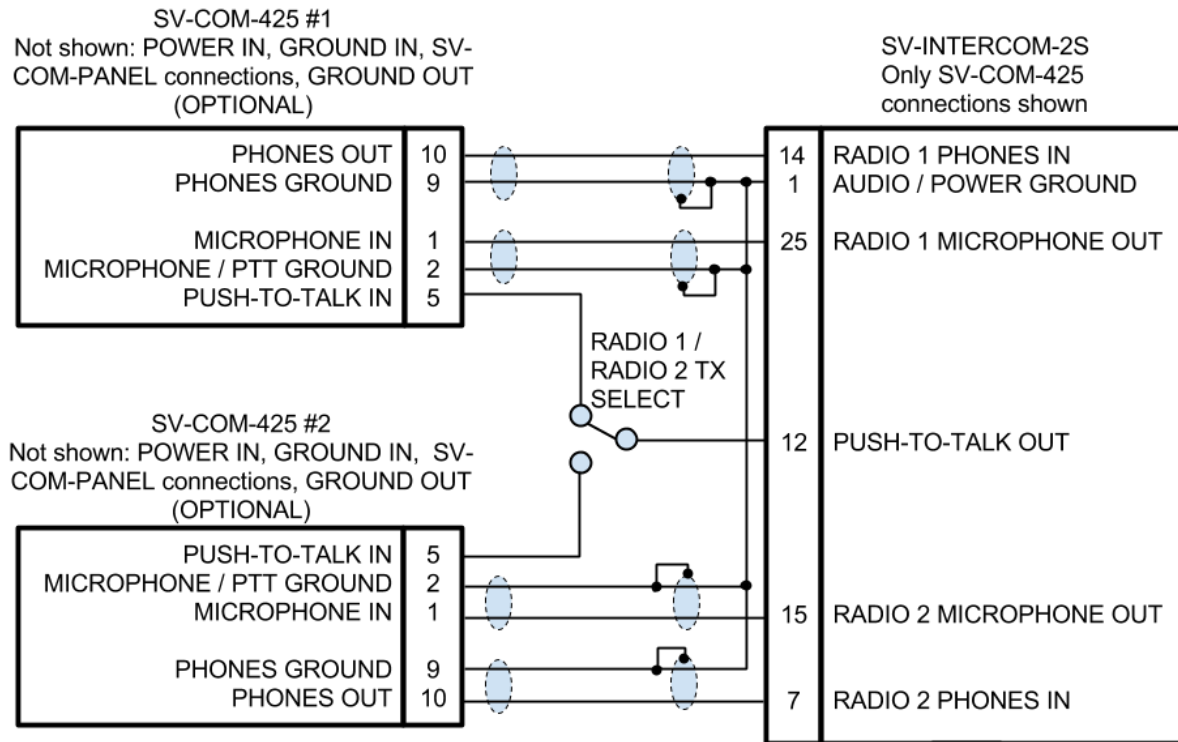 SV-COM-425 #1
Not shown: POWER IN, GROUND IN, SV-
COM-PANEL connections, GROUND OUT
(OPTIONAL)
SV-INTERCOM-2S
Only SV-COM-425
connections shown
PHONES OUT 10
PHONES GROUND 9
MICROPHONE IN 1
MICROPHONE / PTT GROUND 2
PUSH-TO-TALK IN 5
14 RADIO 1 PHONES IN
1 AUDIO / POWER GROUND
25 RADIO 1 MICROPHONE OUT
RADIO 1 /
RADIO 2 TX
SELECT
12 PUSH-TO-TALK OUT
SV-COM-425 #2
Not shown: POWER IN, GROUND IN, SV-
COM-PANEL connections, GROUND OUT
(OPTIONAL)
PUSH-TO-TALK IN 5
MICROPHONE / PTT GROUND 2
MICROPHONE IN 1
PHONES GROUND 9
PHONES OUT 10
15 RADIO 2 MICROPHONE OUT
7 RADIO 2 PHONES IN